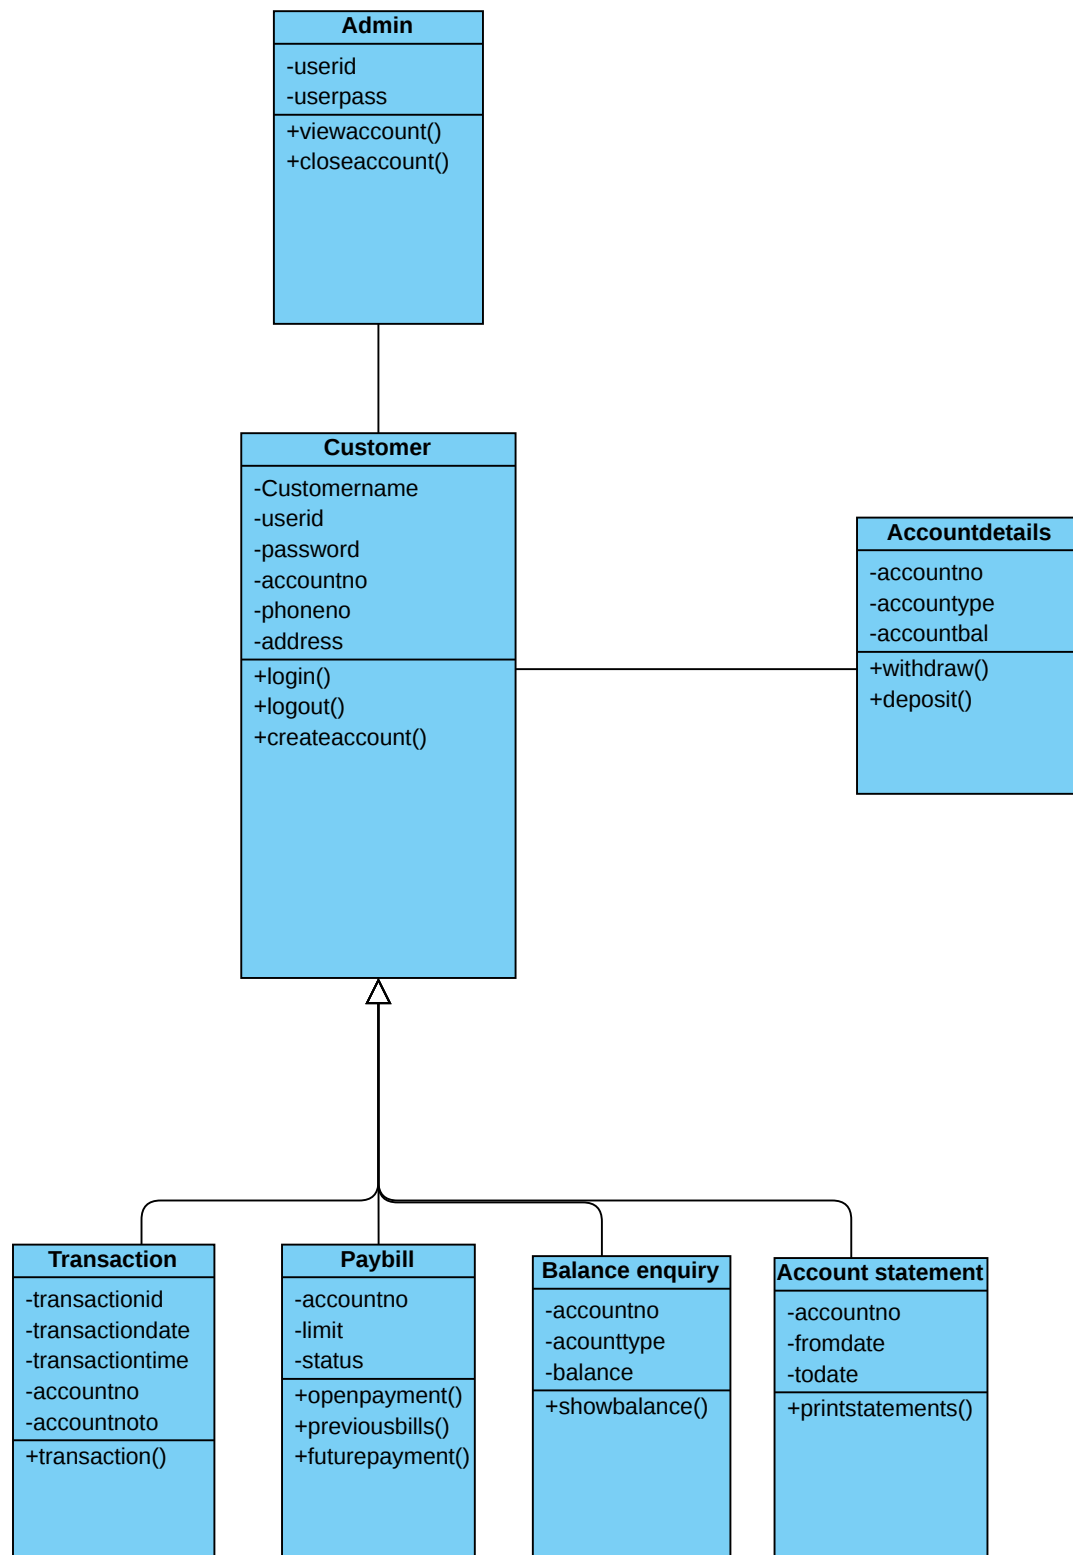 Admin
-userid
-userpass
+viewaccount()
+closeaccount()
Customer
-Customername
-userid
-password
-accountno
-phoneno
-address
+login()
+logout()
+createaccount()
Accountdetails
-accountno
-accountype
-accountbal
+withdraw()
+deposit()
Transaction
-transactionid
-transactiondate
-transactiontime
-accountno
-accountnoto
+transaction()
Paybill
-accountno
-limit
-status
+openpayment()
+previousbills()
+futurepayment()
Balance enquiry
-accountno
-acounttype
-balance
+showbalance()
Account statement
-accountno
-fromdate
-todate
+printstatements()